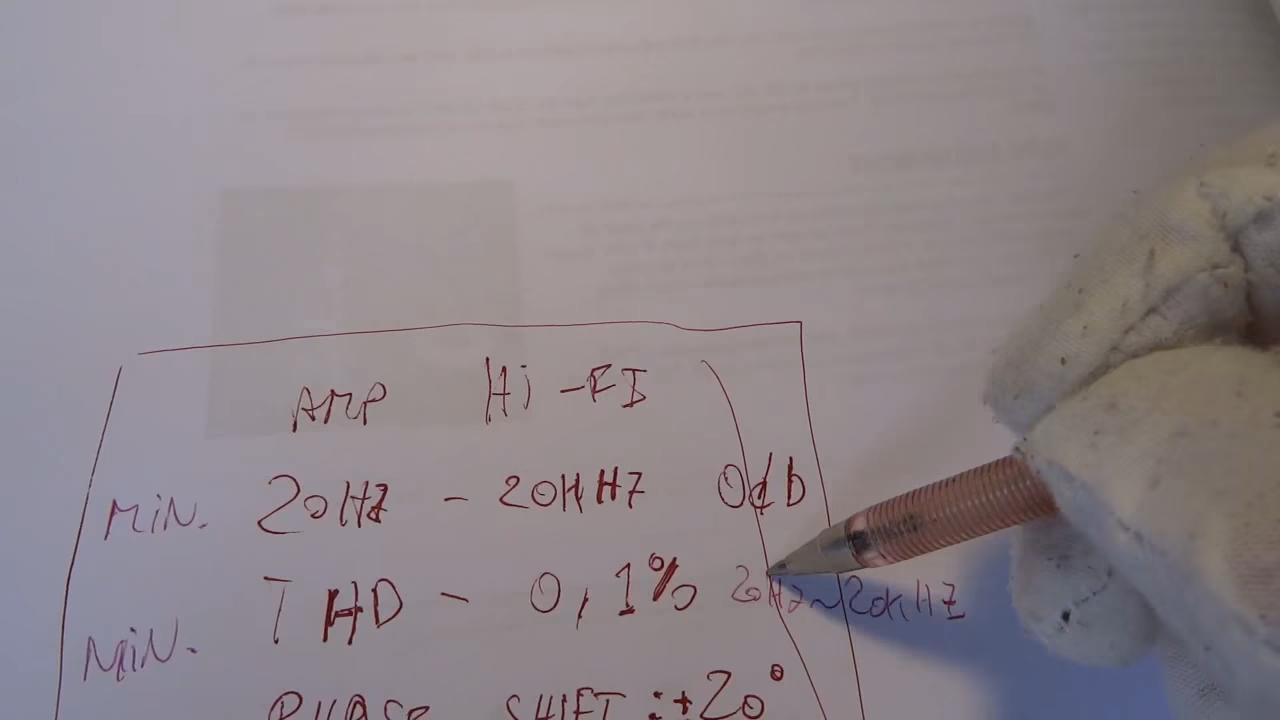 AMP Hi-FI
MiN. 20HZ - 20KHZ 0db
THD - 0,1% 20HZ~20KHZ
MiN.
PHASE SHIFT : +20°